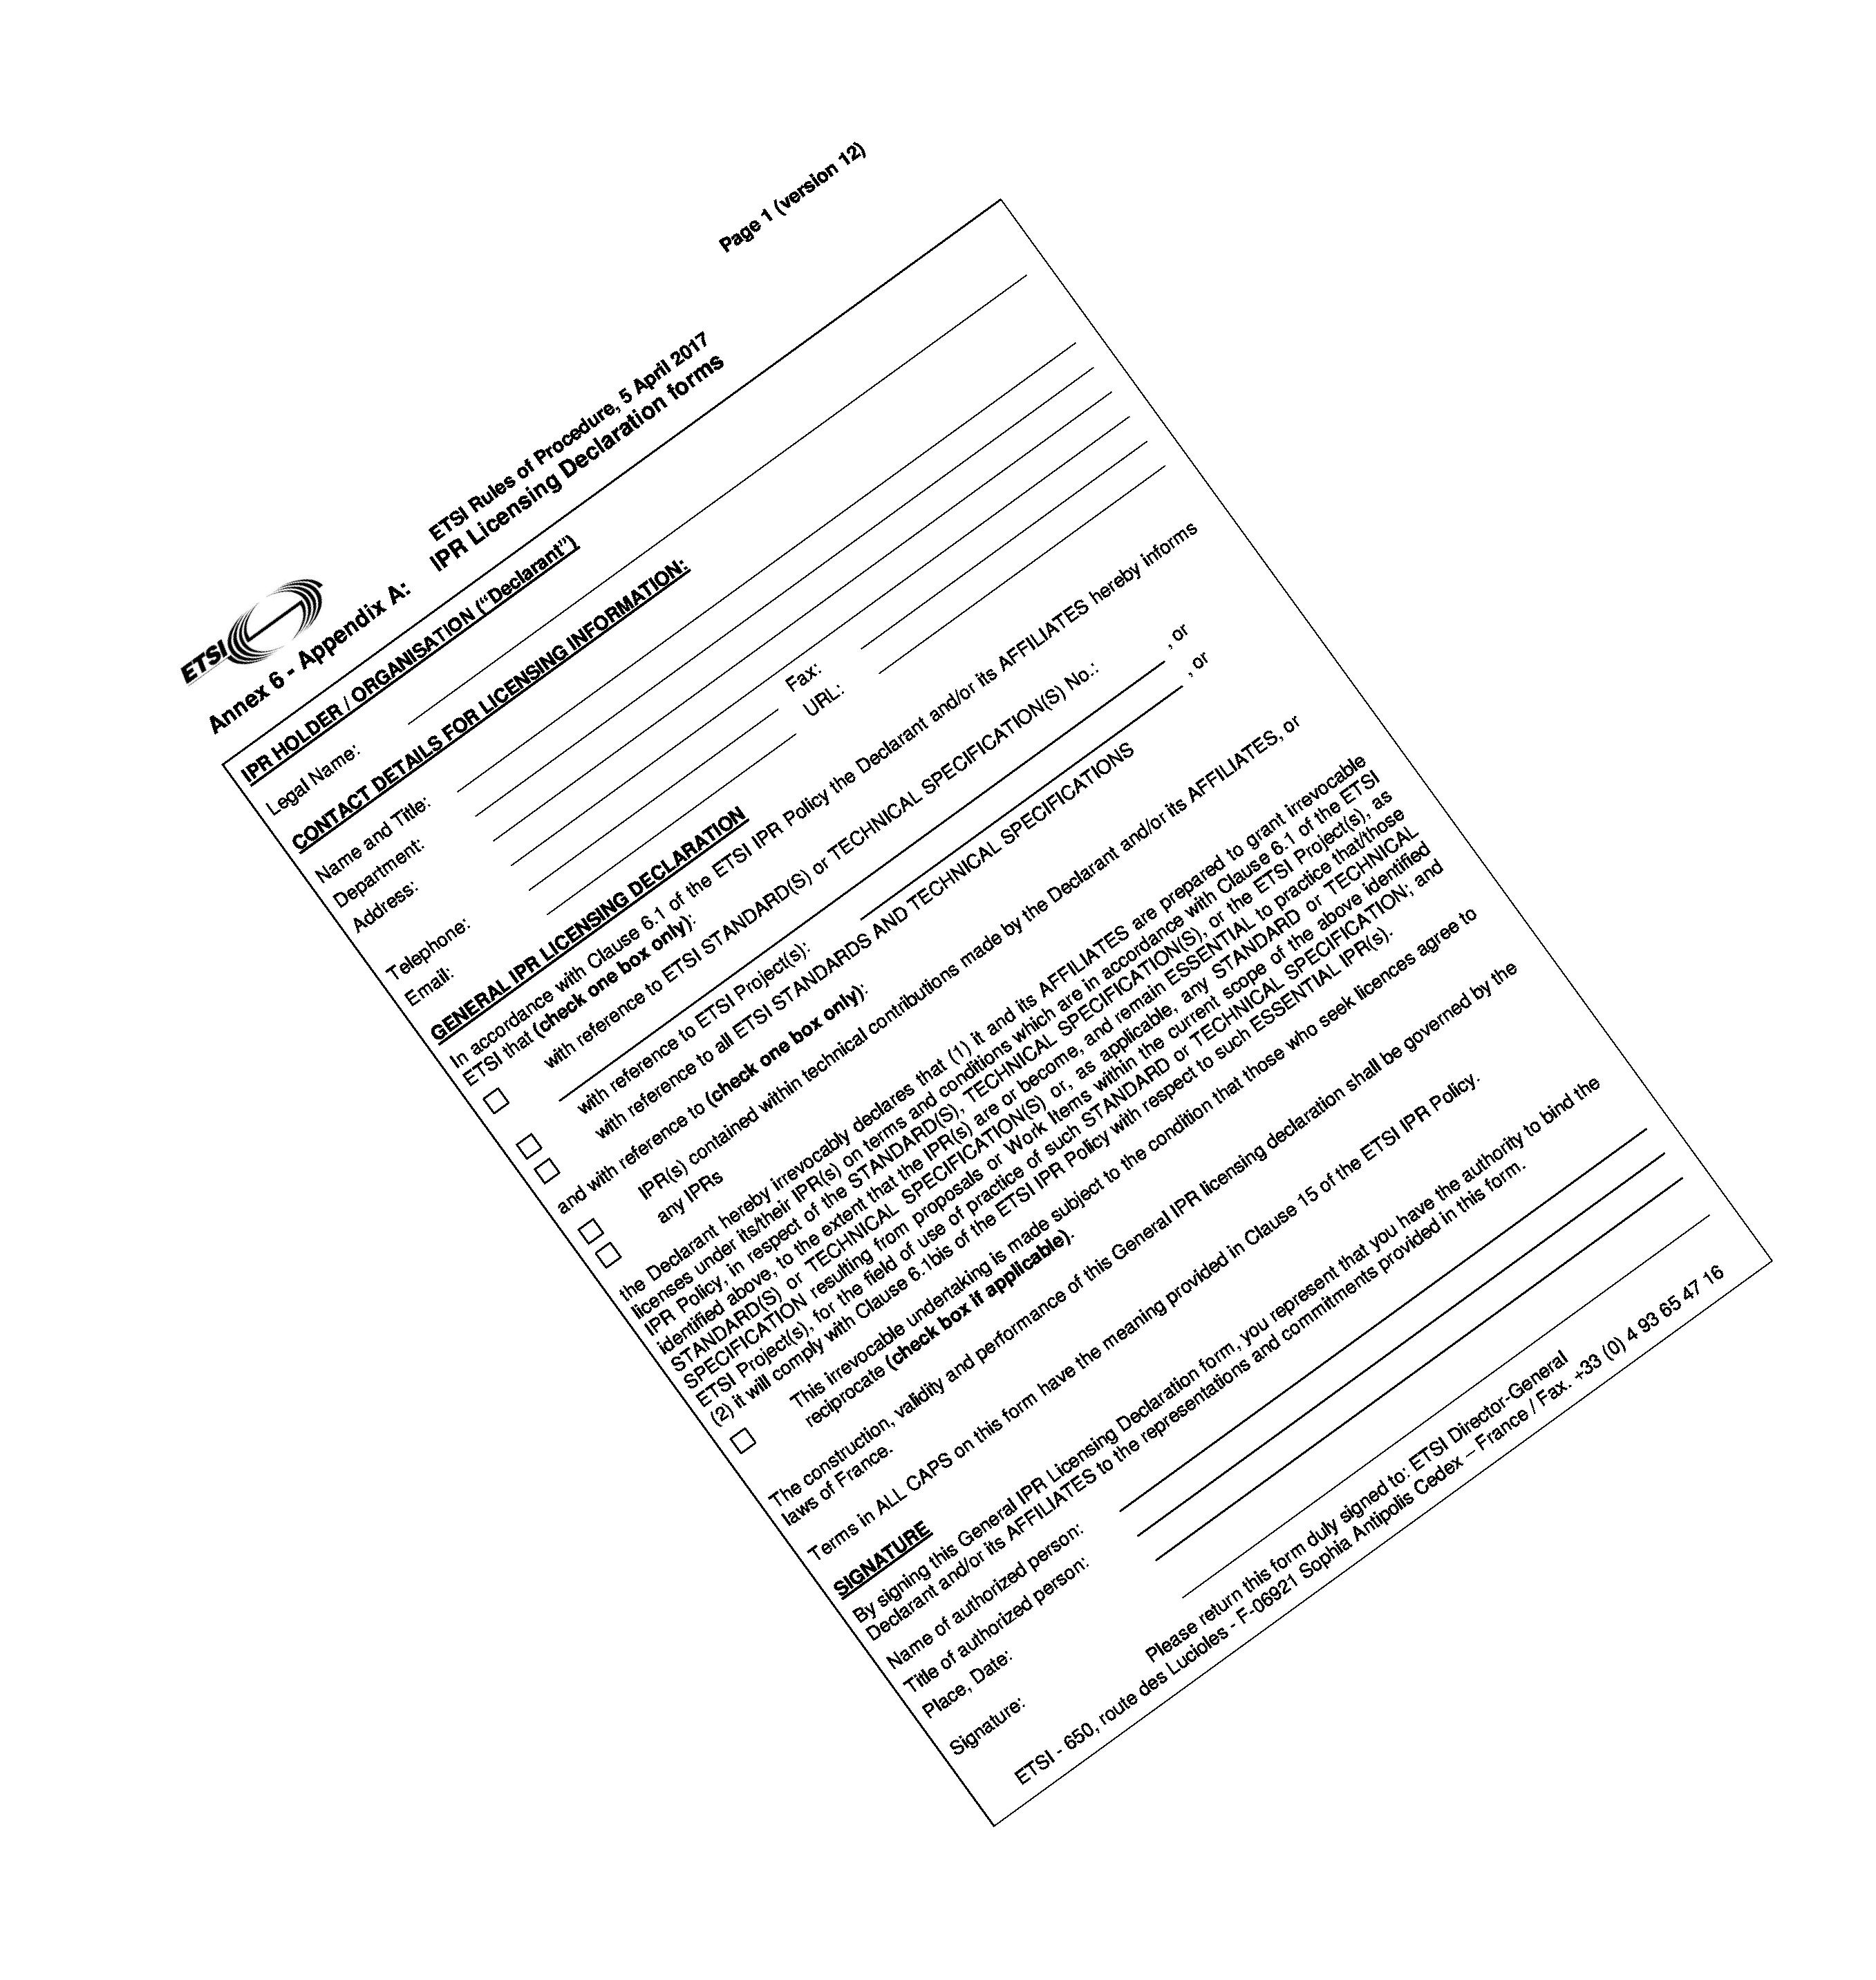 Page 1 (version 12)
ETSI
ETSI Rules of Procedure, 5 April 2017
Annex 6 - Appendix A: IPR Licensing Declaration forms
IPR HOLDER / ORGANISATION (“Declarant”)
Legal Name:
CONTACT DETAILS FOR LICENSING INFORMATION:
Name and Title:
Department:
Address:
Telephone: Fax:
Email: URL:
GENERAL IPR LICENSING DECLARATION
In accordance with Clause 6.1 of the ETSI IPR Policy the Declarant and/or its AFFILIATES hereby informs
ETSI that (check one box only):
with reference to ETSI STANDARD(S) or TECHNICAL SPECIFICATION(S) No.:
, or
with reference to ETSI Project(s): , or
with reference to all ETSI STANDARDS AND TECHNICAL SPECIFICATIONS
and with reference to (check one box only):
IPR(s) contained within technical contributions made by the Declarant and/or its AFFILIATES, or
any IPRs
the Declarant hereby irrevocably declares that (1) it and its AFFILIATES are prepared to grant irrevocable
licenses under its/their IPR(s) on terms and conditions which are in accordance with Clause 6.1 of the ETSI
IPR Policy, in respect of the STANDARD(S), TECHNICAL SPECIFICATION(S), or the ETSI Project(s), as
identified above, to the extent that the IPR(s) are or become, and remain ESSENTIAL to practice that/those
STANDARD(S) or TECHNICAL SPECIFICATION(S) or, as applicable, any STANDARD or TECHNICAL
SPECIFICATION resulting from proposals or Work Items within the current scope of the above identified
ETSI Project(s), for the field of use of practice of such STANDARD or TECHNICAL SPECIFICATION; and
(2) it will comply with Clause 6.1bis of the ETSI IPR Policy with respect to such ESSENTIAL IPR(s).
This irrevocable undertaking is made subject to the condition that those who seek licences agree to
reciprocate (check box if applicable).
The construction, validity and performance of this General IPR licensing declaration shall be governed by the
laws of France.
Terms in ALL CAPS on this form have the meaning provided in Clause 15 of the ETSI IPR Policy.
SIGNATURE
By signing this General IPR Licensing Declaration form, you represent that you have the authority to bind the
Declarant and/or its AFFILIATES to the representations and commitments provided in this form.
Name of authorized person:
Title of authorized person:
Place, Date:
Signature:
Please return this form duly signed to: ETSI Director-General
ETSI - 650, route des Lucioles - F-06921 Sophia Antipolis Cedex – France / Fax. +33 (0) 4 93 65 47 16